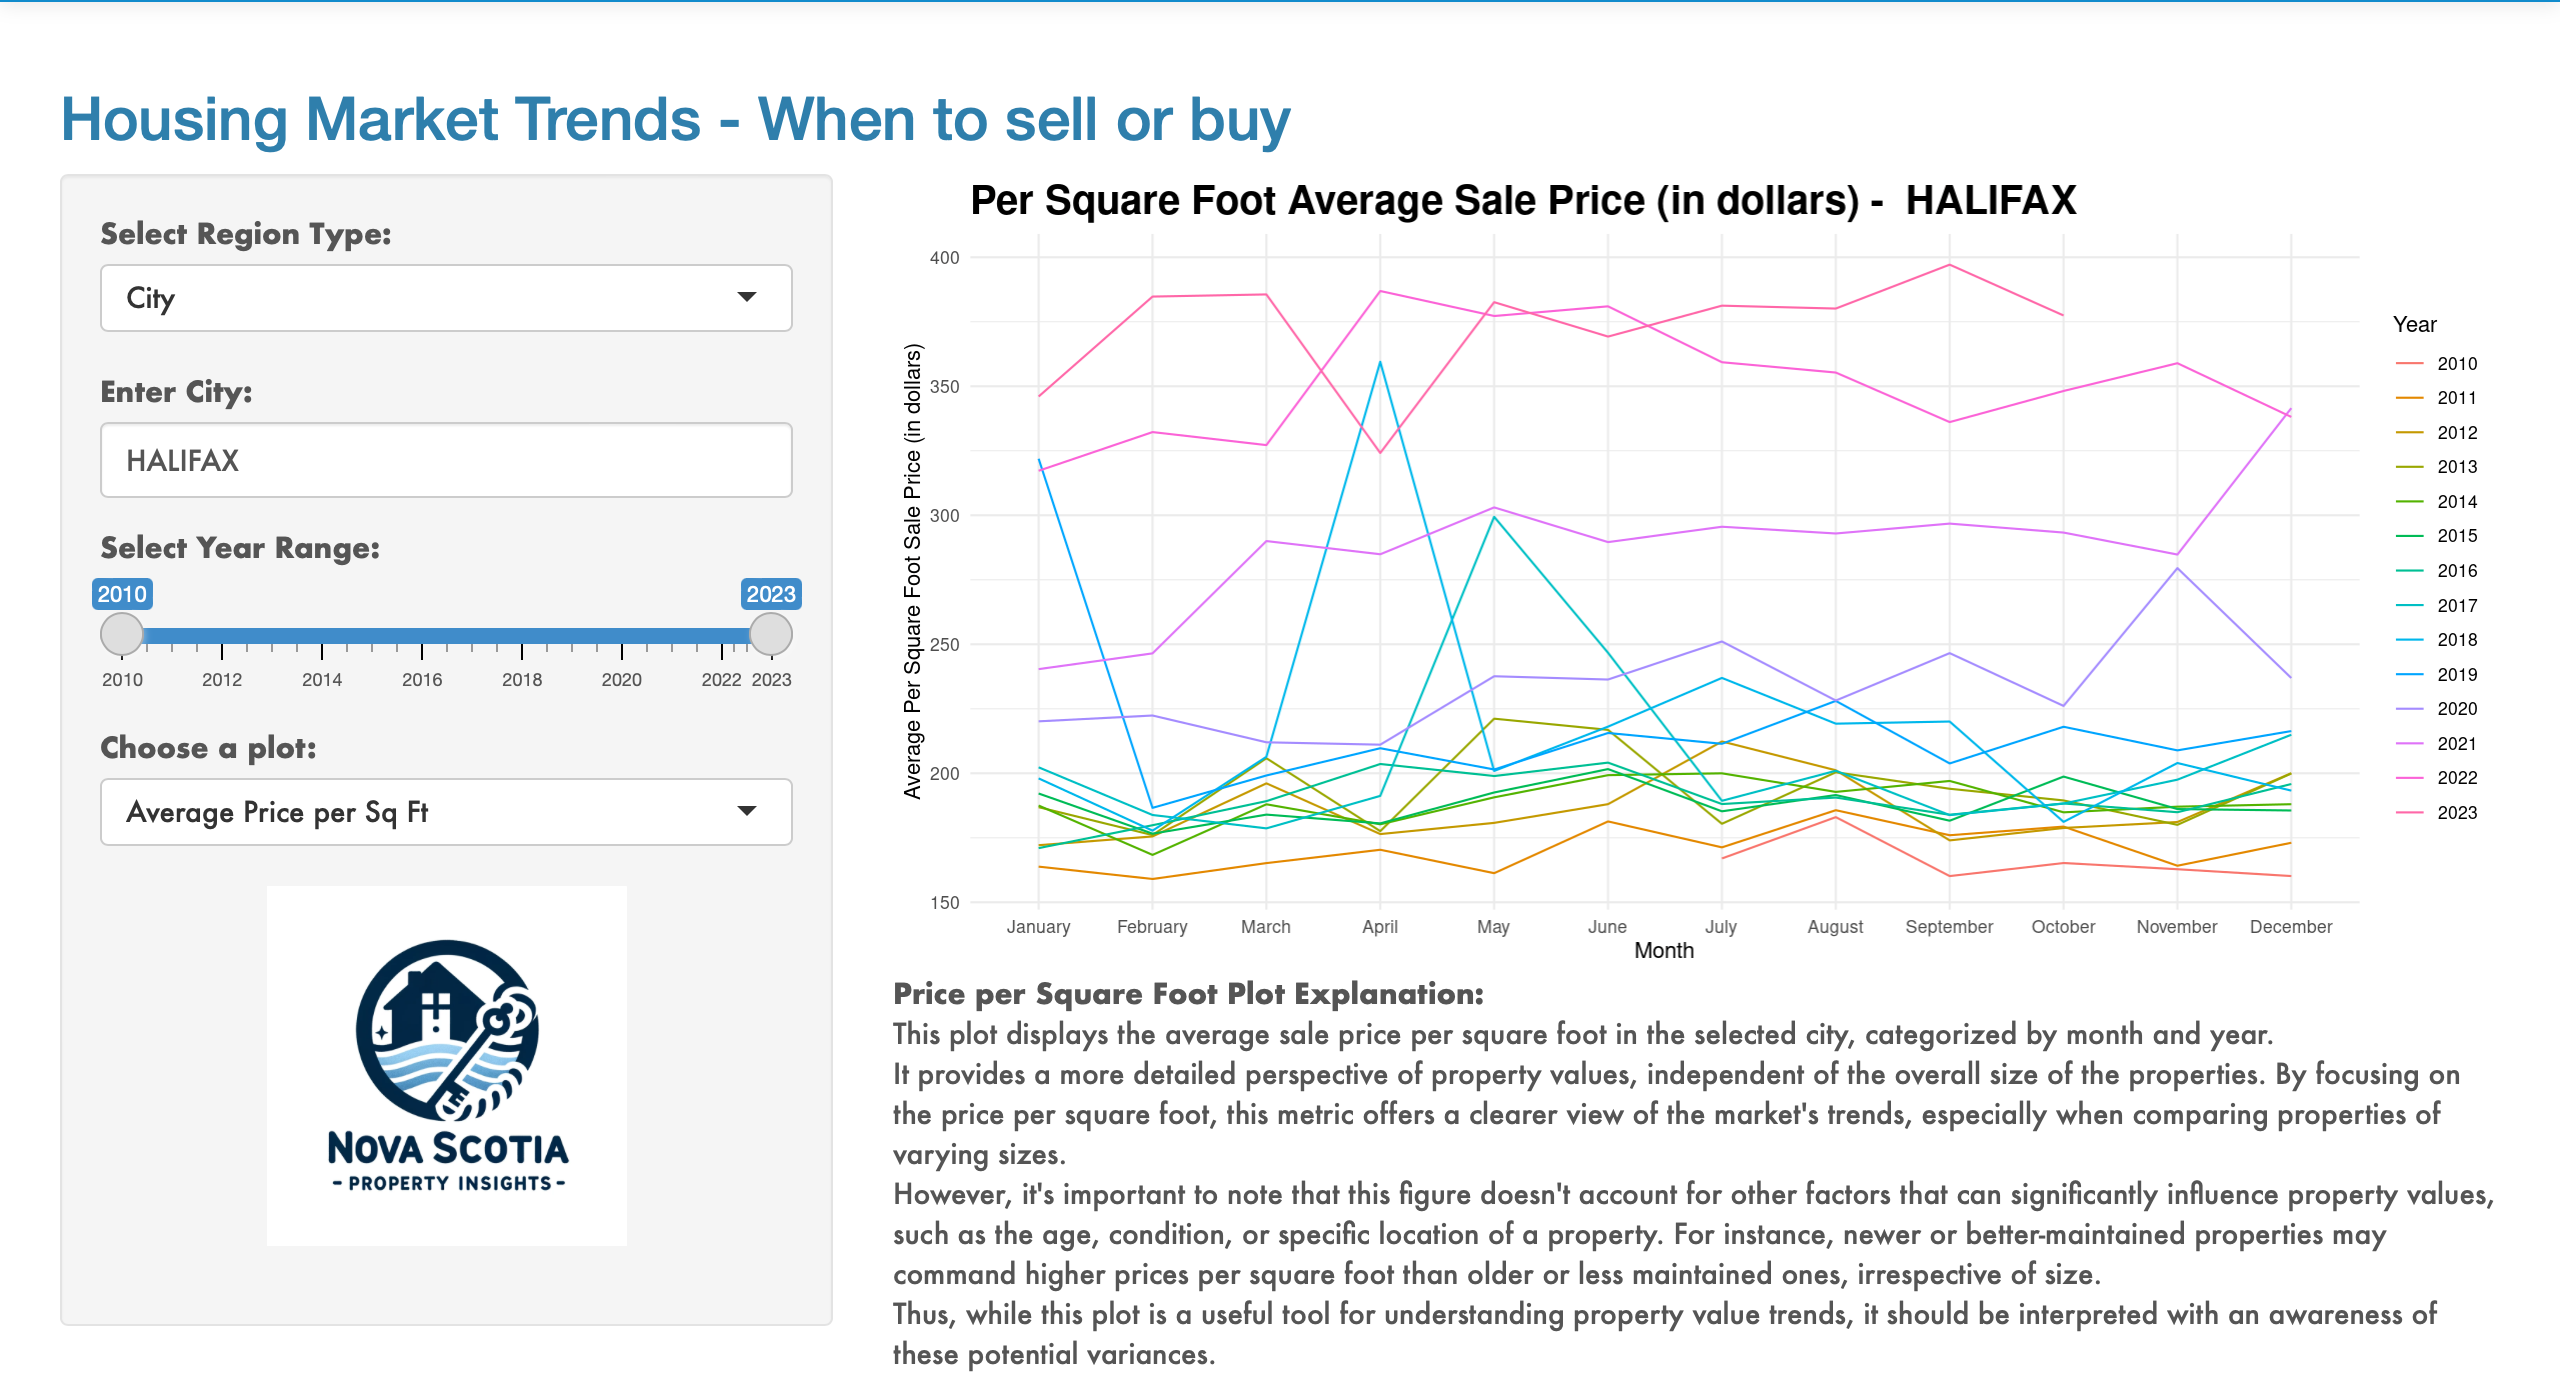 Housing Market Trends - When to sell or buy
Select Region Type:
City
Enter City:
HALIFAX
Select Year Range:
2010 2023
2010 2012 2014 2016 2018 2020 2022 2023
Choose a plot:
Average Price per Sq Ft
NOVA SCOTIA
- PROPERTY INSIGHTS -
Per Square Foot Average Sale Price (in dollars) - HALIFAX
Average Per Square Foot Sale Price (in dollars)
400
350
300
250
200
150
January February March April May June July August September October November December
Month
Year
2010
2011
2012
2013
2014
2015
2016
2017
2018
2019
2020
2021
2022
2023
Price per Square Foot Plot Explanation:
This plot displays the average sale price per square foot in the selected city, categorized by month and year.
It provides a more detailed perspective of property values, independent of the overall size of the properties. By focusing on
the price per square foot, this metric offers a clearer view of the market's trends, especially when comparing properties of
varying sizes.
However, it's important to note that this figure doesn't account for other factors that can significantly influence property values,
such as the age, condition, or specific location of a property. For instance, newer or better-maintained properties may
command higher prices per square foot than older or less maintained ones, irrespective of size.
Thus, while this plot is a useful tool for understanding property value trends, it should be interpreted with an awareness of
these potential variances.